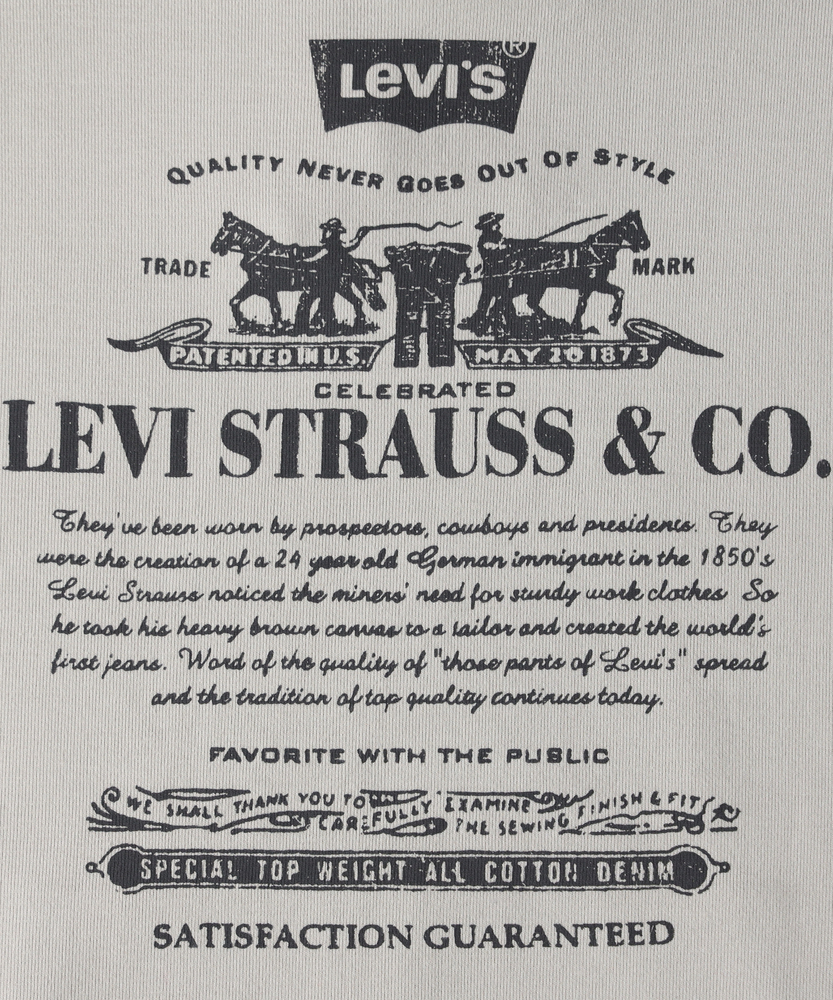 Levi's ®
QUALITY NEVER GOES OUT OF STYLE
TRADE MARK
PATENTED IN U.S. MAY 20 1873
CELEBRATED
LEVI STRAUSS & CO.
They've been worn by prospectors, cowboys and presidents. They
were the creation of a 24 year old German immigrant in the 1850's
Levi Strauss noticed the miners' need for sturdy work clothes So
he took his heavy brown canvas to a tailor and created the world's
first jeans. Word of the quality of "those pants of Levi's" spread
and the tradition of top quality continues today.
FAVORITE WITH THE PUBLIC
WE SHALL THANK YOU TO CAREFULLY EXAMINE THE SEWING FINISH & FIT
SPECIAL TOP WEIGHT ALL COTTON DENIM
SATISFACTION GUARANTEED